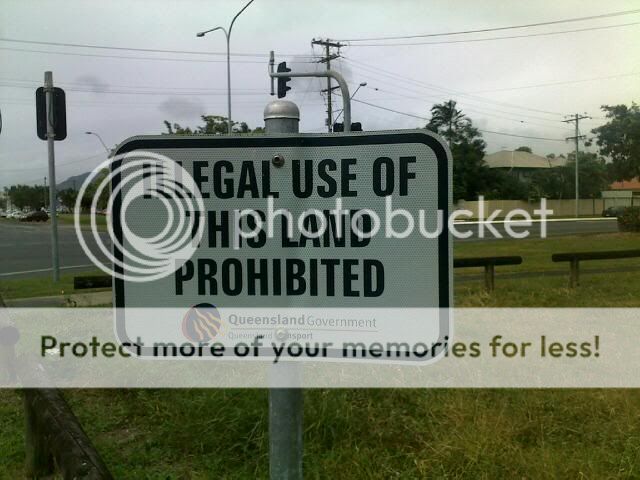 ILLEGAL USE OF
THIS LAND
PROHIBITED
photobucket
Queensland Government
Queensland Transport
Protect more of your memories for less!